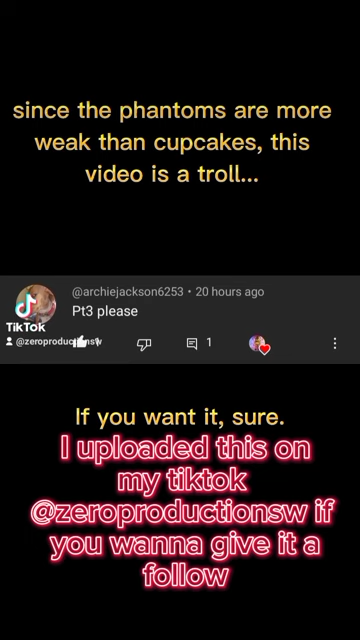 since the phantoms are more
weak than cupcakes, this
video is a troll...
@archiejackson6253 • 20 hours ago
Pt3 please
TikTok
@zeroproductionsw
1
If you want it, sure.
I uploaded this on
my tiktok
@zeroproductionsw if
you wanna give it a
follow